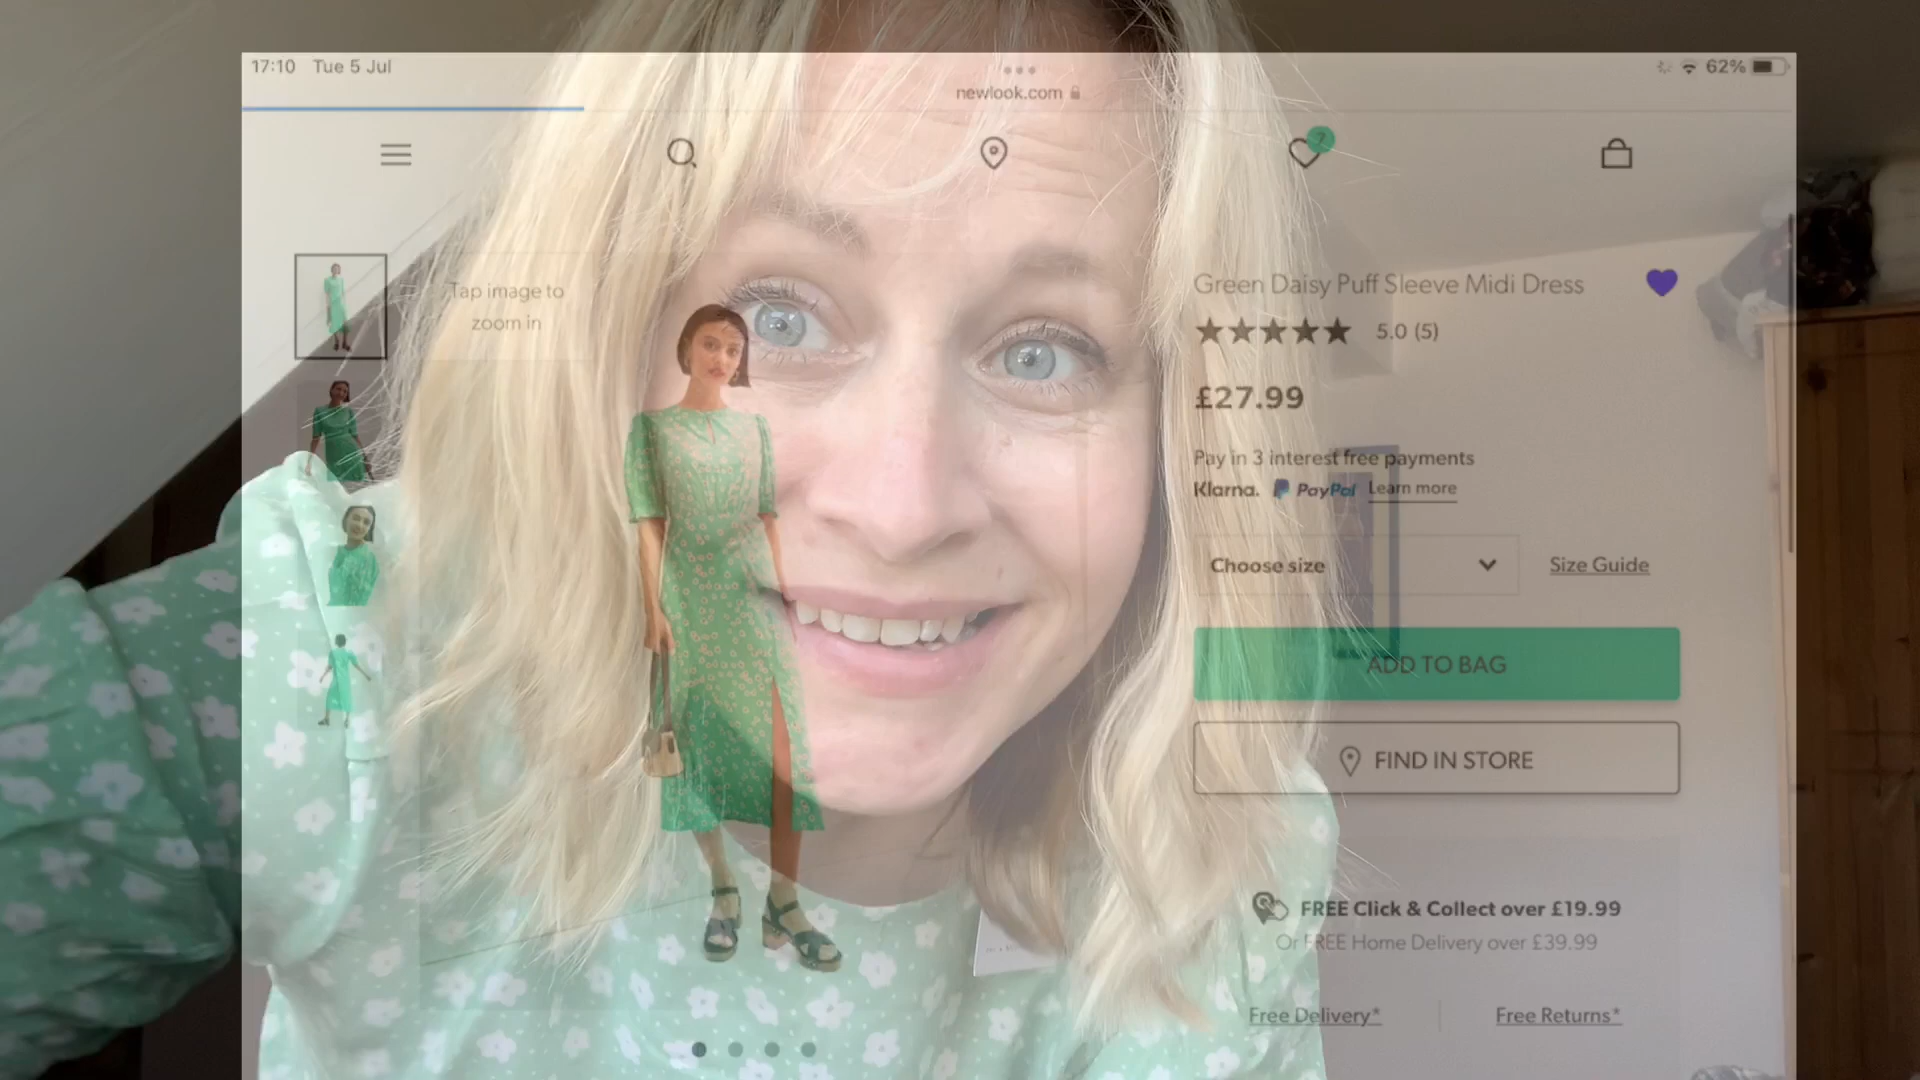 17:10 Tue 5 Jul
62%
newlook.com
7
Tap image to
zoom in
Green Daisy Puff Sleeve Midi Dress
5.0 (5)
£27.99
Pay in 3 interest free payments
Klarna. PayPal Learn more
Choose size
Size Guide
ADD TO BAG
FIND IN STORE
FREE Click & Collect over £19.99
Or FREE Home Delivery over £39.99
Free Delivery*
Free Returns*